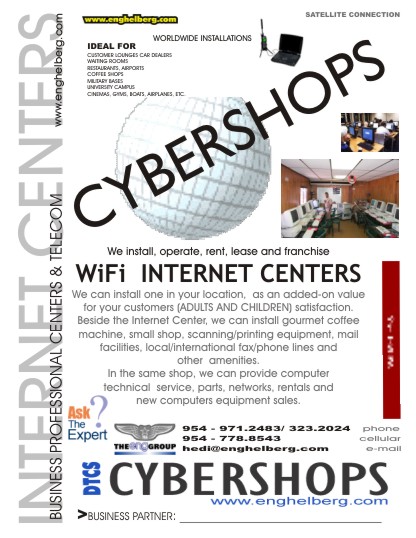 INTERNET CENTERS
BUSINESS PROFESSIONAL CENTERS & TELECOM
www.enghelberg.com
www.enghelberg.com
SATELLITE CONNECTION
WORLDWIDE INSTALLATIONS
IDEAL FOR
CUSTOMER LOUNGES CAR DEALERS
WAITING ROOMS
RESTAURANTS, AIRPORTS
COFFEE SHOPS
MILITARY BASES
UNIVERSITY CAMPUS
CINEMAS, GYMS, BOATS, AIRPLANES, ETC.
CYBERSHOPS
We install, operate, rent, lease and franchise
WiFi INTERNET CENTERS
We can install one in your location, as an added-on value
for your customers (ADULTS AND CHILDREN) satisfaction.
Beside the Internet Center, we can install gourmet coffee
machine, small shop, scanning/printing equipment, mail
facilities, local/international fax/phone lines and
other amenities.
In the same shop, we can provide computer
technical service, parts, networks, rentals and
new computers equipment sales.
Ask ?
The
Expert
THE ENG GROUP
954 - 971.2483/ 323.2024 phone
954 - 778.8543 cellular
hedi@enghelberg.com e-mail
DTCS CYBERSHOPS
www.enghelberg.com
>BUSINESS PARTNER: